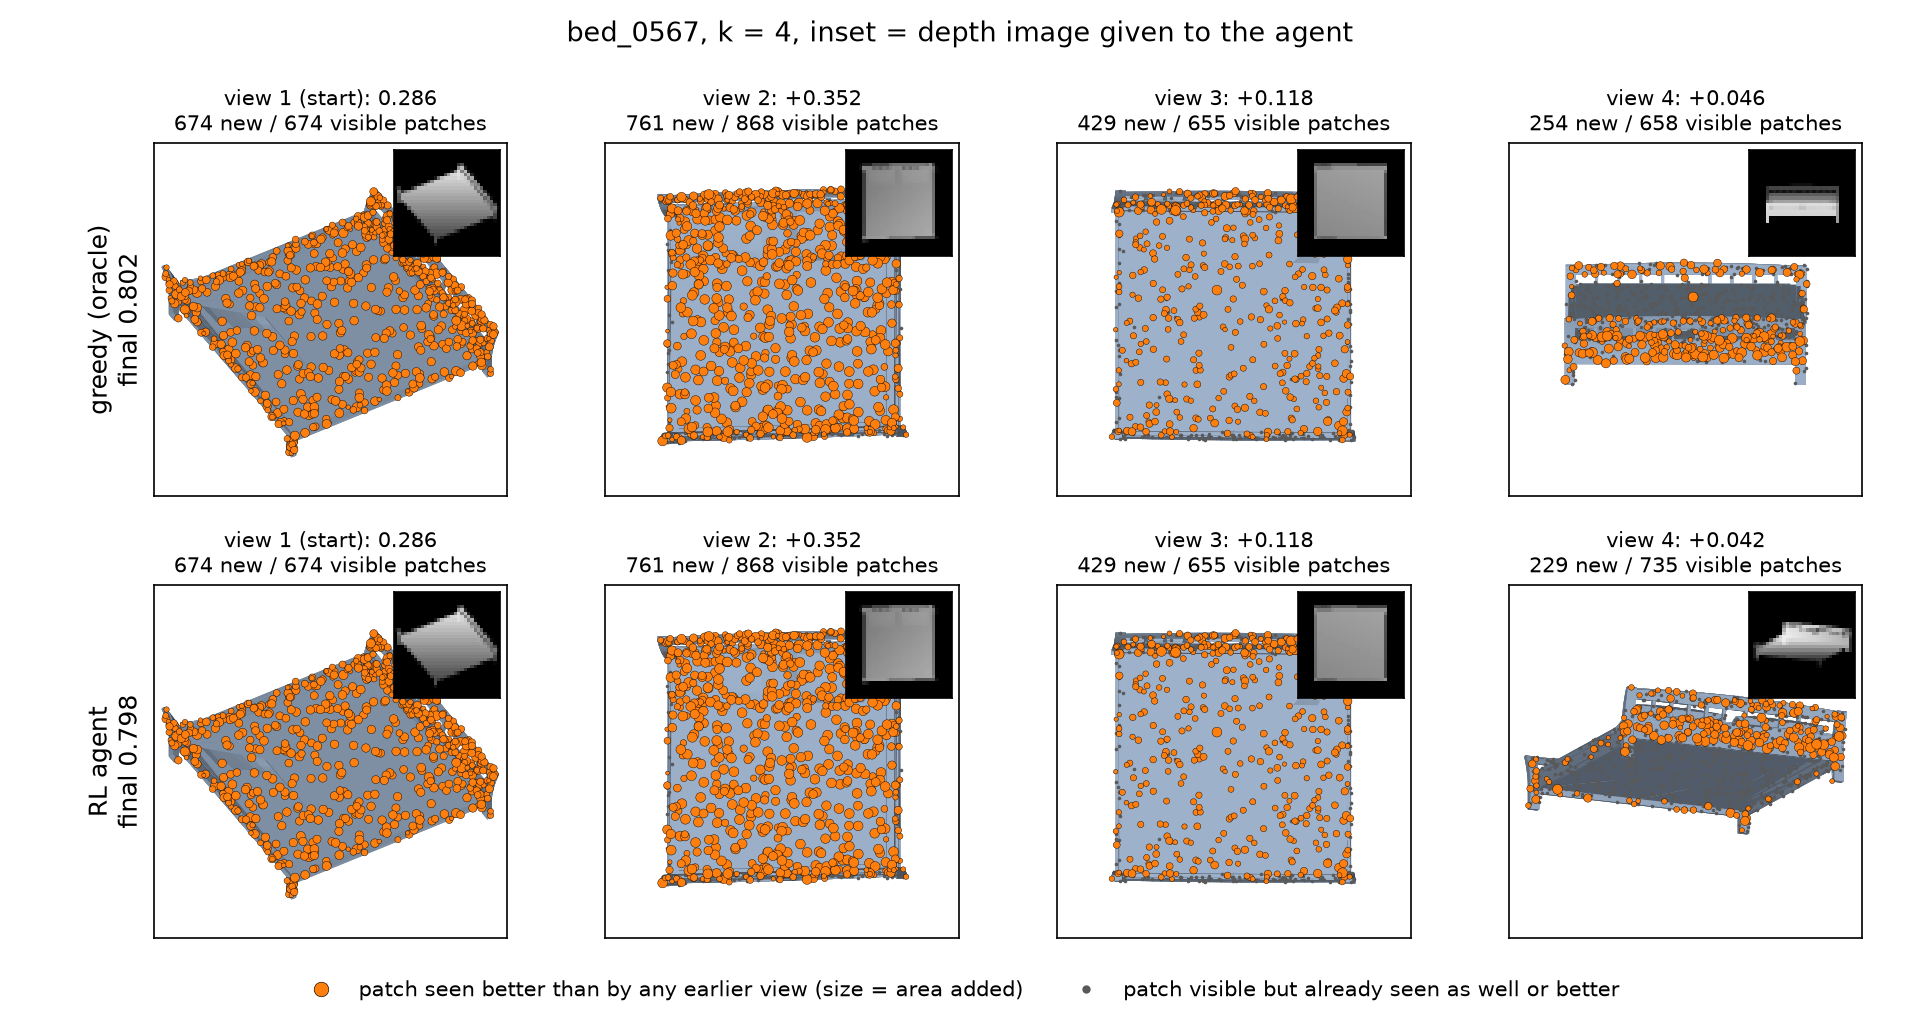 bed_0567, k = 4, inset = depth image given to the agent
view 1 (start): 0.286
674 new / 674 visible patches
view 2: +0.352
761 new / 868 visible patches
view 3: +0.118
429 new / 655 visible patches
view 4: +0.046
254 new / 658 visible patches
greedy (oracle)
final 0.802
view 1 (start): 0.286
674 new / 674 visible patches
view 2: +0.352
761 new / 868 visible patches
view 3: +0.118
429 new / 655 visible patches
view 4: +0.042
229 new / 735 visible patches
RL agent
final 0.798
patch seen better than by any earlier view (size = area added)
patch visible but already seen as well or better